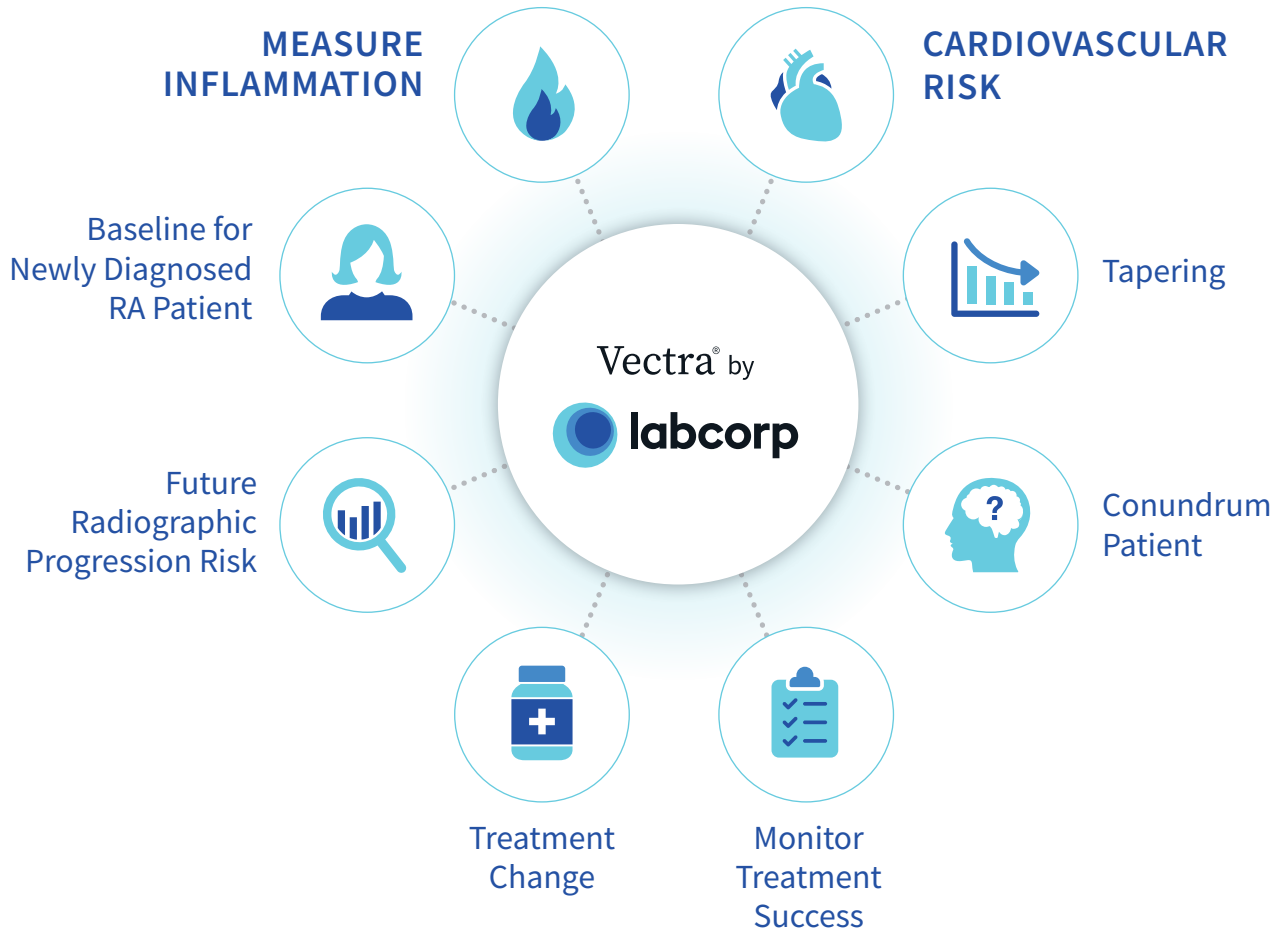 MEASURE
INFLAMMATION
CARDIOVASCULAR
RISK
Baseline for
Newly Diagnosed
RA Patient
Tapering
Vectra® by
labcorp
Future
Radiographic
Progression Risk
?
Conundrum
Patient
Treatment
Change
Monitor
Treatment
Success